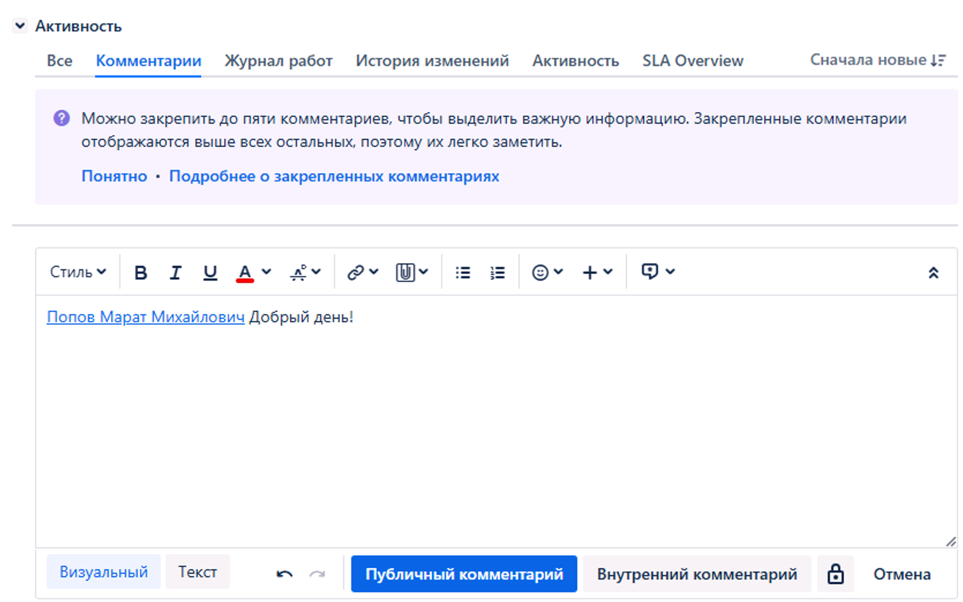 Активность
Все Комментарии Журнал работ История изменений Активность SLA Overview Сначала новые
Можно закрепить до пяти комментариев, чтобы выделить важную информацию. Закрепленные комментарии
отображаются выше всех остальных, поэтому их легко заметить.
Понятно • Подробнее о закрепленных комментариях
Стиль B I U A
Попов Марат Михайлович Добрый день!
Визуальный Текст Публичный комментарий Внутренний комментарий Отмена